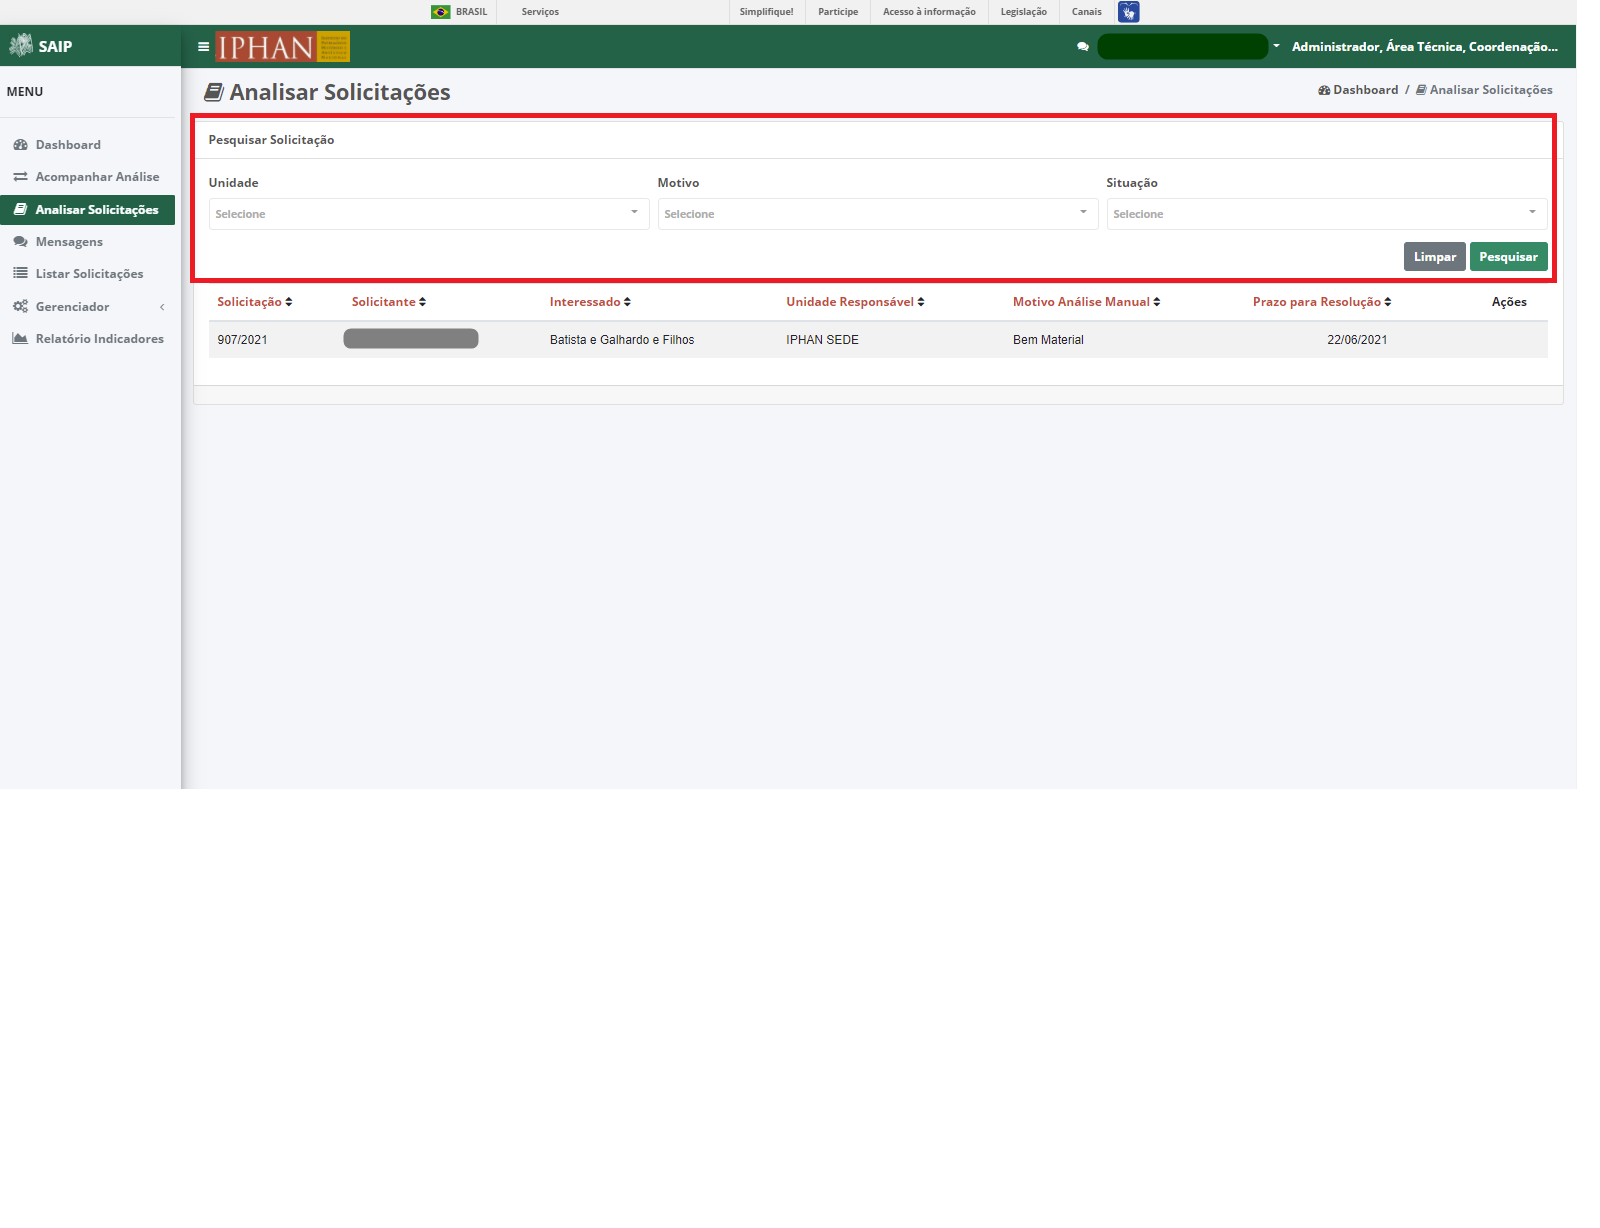 BRASIL Serviços Simplifique! Participe Acesso à informação Legislação Canais
SAIP IPHAN Administrador, Área Técnica, Coordenação...
MENU
Dashboard
Acompanhar Análise
Analisar Solicitações
Mensagens
Listar Solicitações
Gerenciador
Relatório Indicadores
Analisar Solicitações
Dashboard / Analisar Solicitações
Pesquisar Solicitação
Unidade Motivo Situação
Selecione Selecione Selecione
Limpar Pesquisar
Solicitação Solicitante Interessado Unidade Responsável Motivo Análise Manual Prazo para Resolução Ações
907/2021 Batista e Galhardo e Filhos IPHAN SEDE Bem Material 22/06/2021